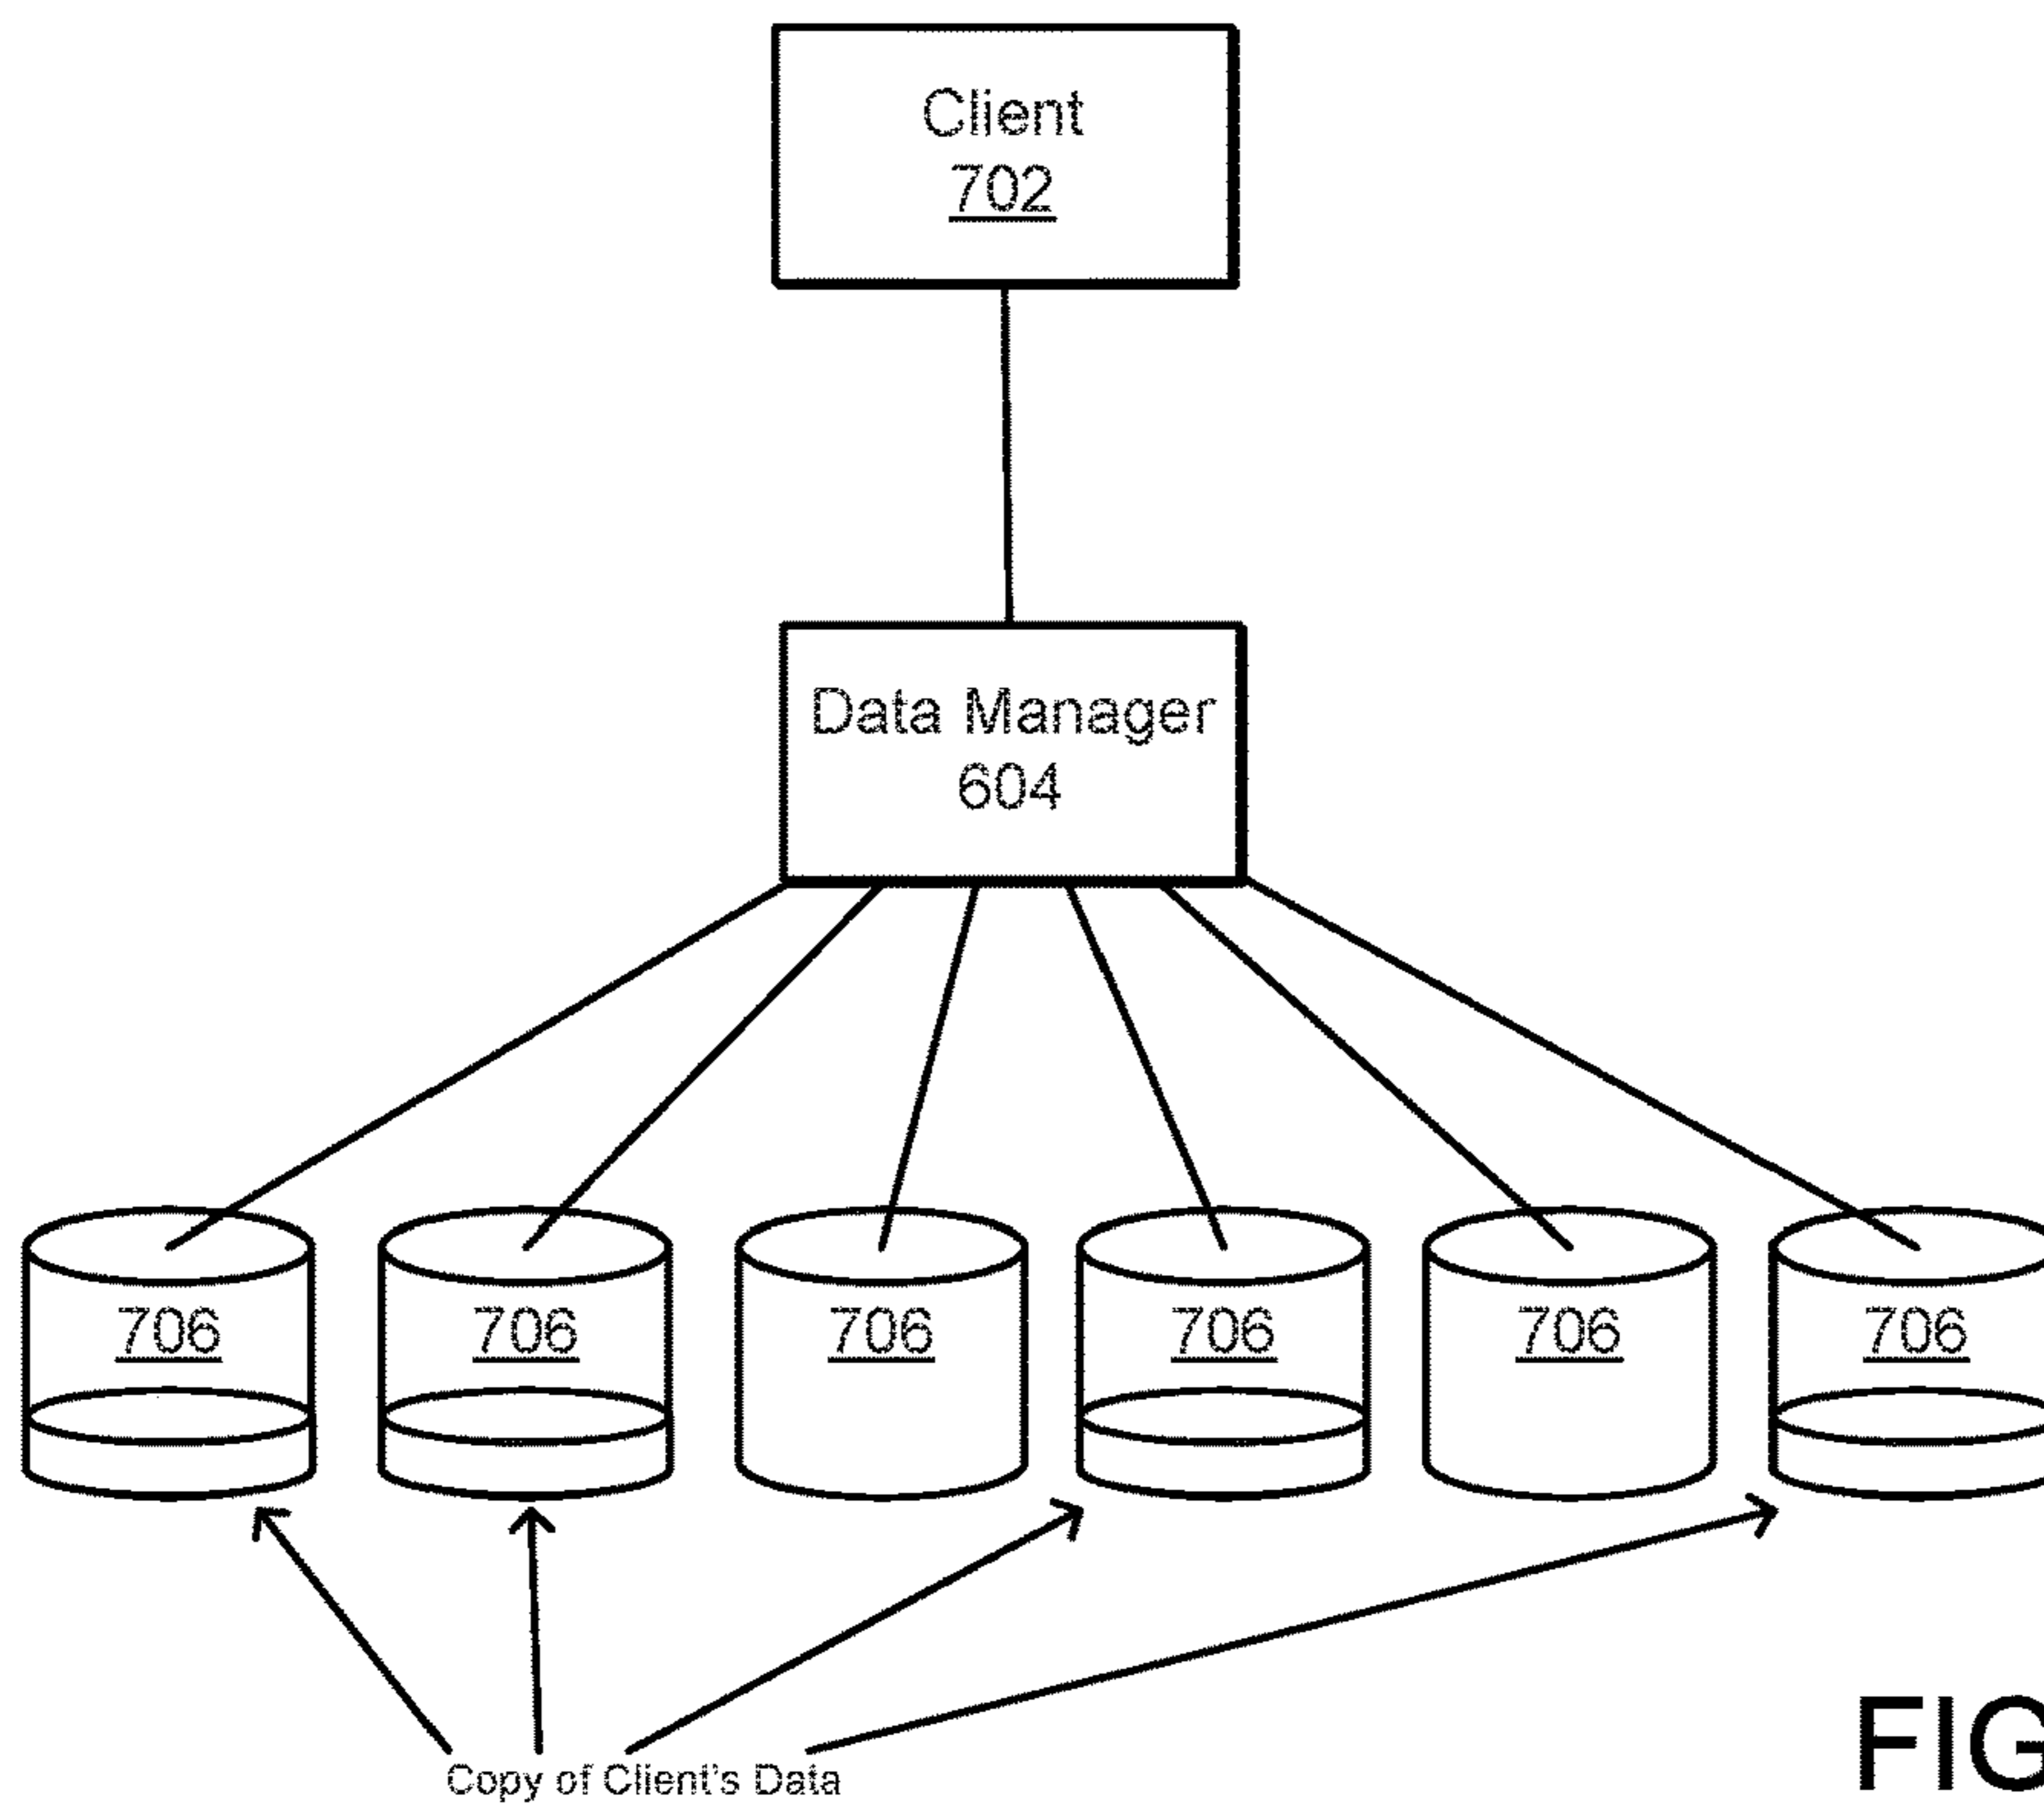 Client
702
Data Manager
604
706 706 706 706 706 706
Copy of Client's Data
FIG